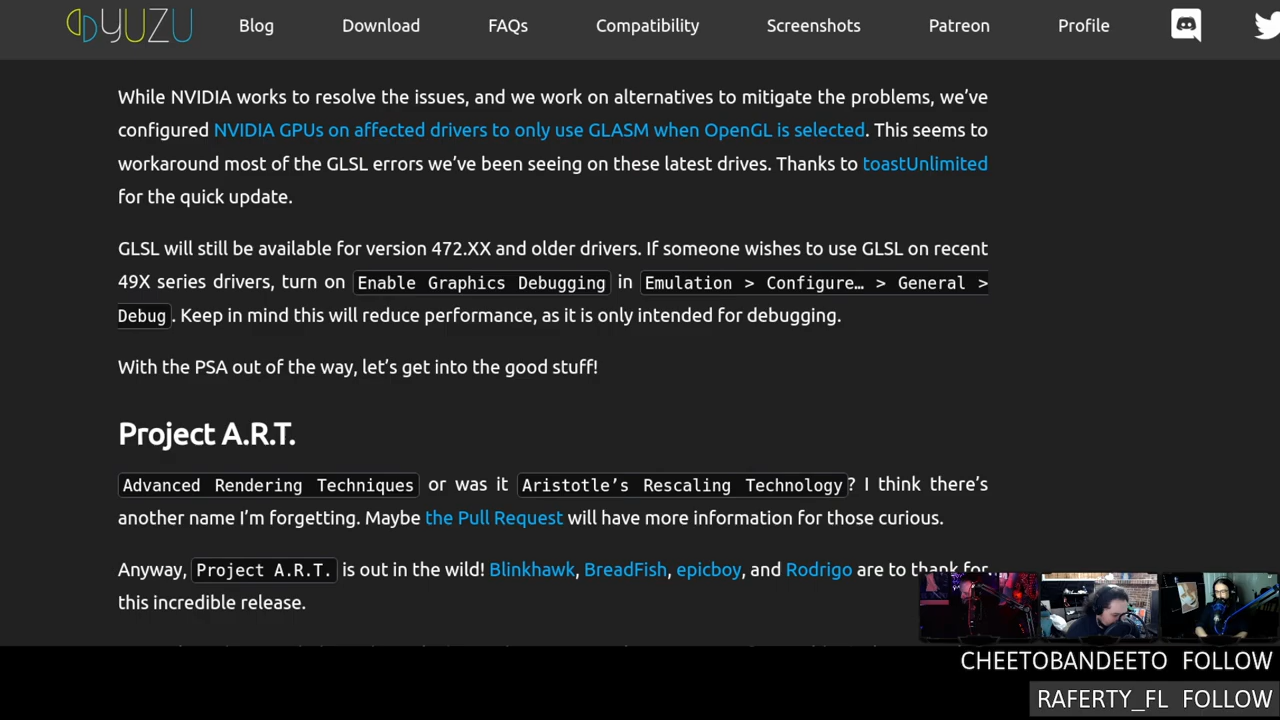 YUZU Blog Download FAQs Compatibility Screenshots Patreon Profile
While NVIDIA works to resolve the issues, and we work on alternatives to mitigate the problems, we've
configured NVIDIA GPUs on affected drivers to only use GLASM when OpenGL is selected. This seems to
workaround most of the GLSL errors we've been seeing on these latest drives. Thanks to toastUnlimited
for the quick update.
GLSL will still be available for version 472.XX and older drivers. If someone wishes to use GLSL on recent
49X series drivers, turn on Enable Graphics Debugging in Emulation > Configure… > General >
Debug. Keep in mind this will reduce performance, as it is only intended for debugging.
With the PSA out of the way, let's get into the good stuff!
Project A.R.T.
Advanced Rendering Techniques or was it Aristotle's Rescaling Technology? I think there's
another name I'm forgetting. Maybe the Pull Request will have more information for those curious.
Anyway, Project A.R.T. is out in the wild! Blinkhawk, BreadFish, epicboy, and Rodrigo are to thank for
this incredible release.
CHEETOBANDEETO FOLLOW
RAFERTY_FL FOLLOW